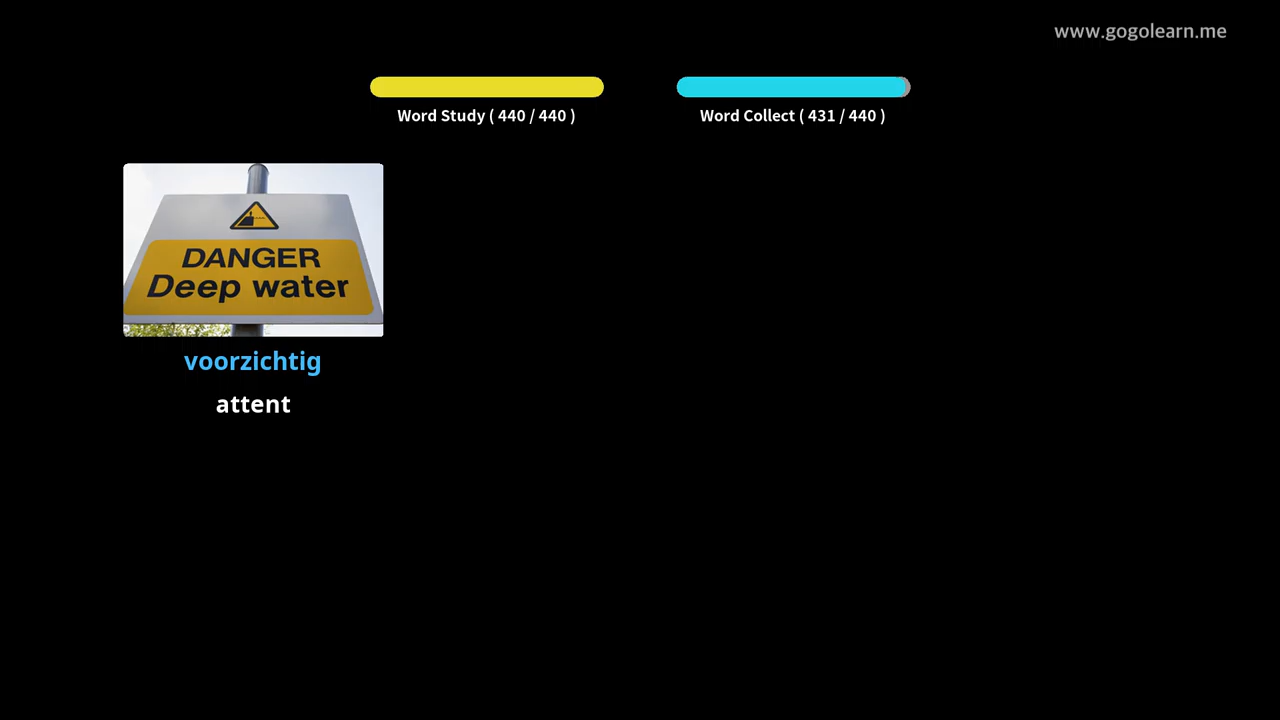 www.gogolearn.me
Word Study ( 440 / 440 )
Word Collect ( 431 / 440 )
DANGER
Deep water
voorzichtig
attent